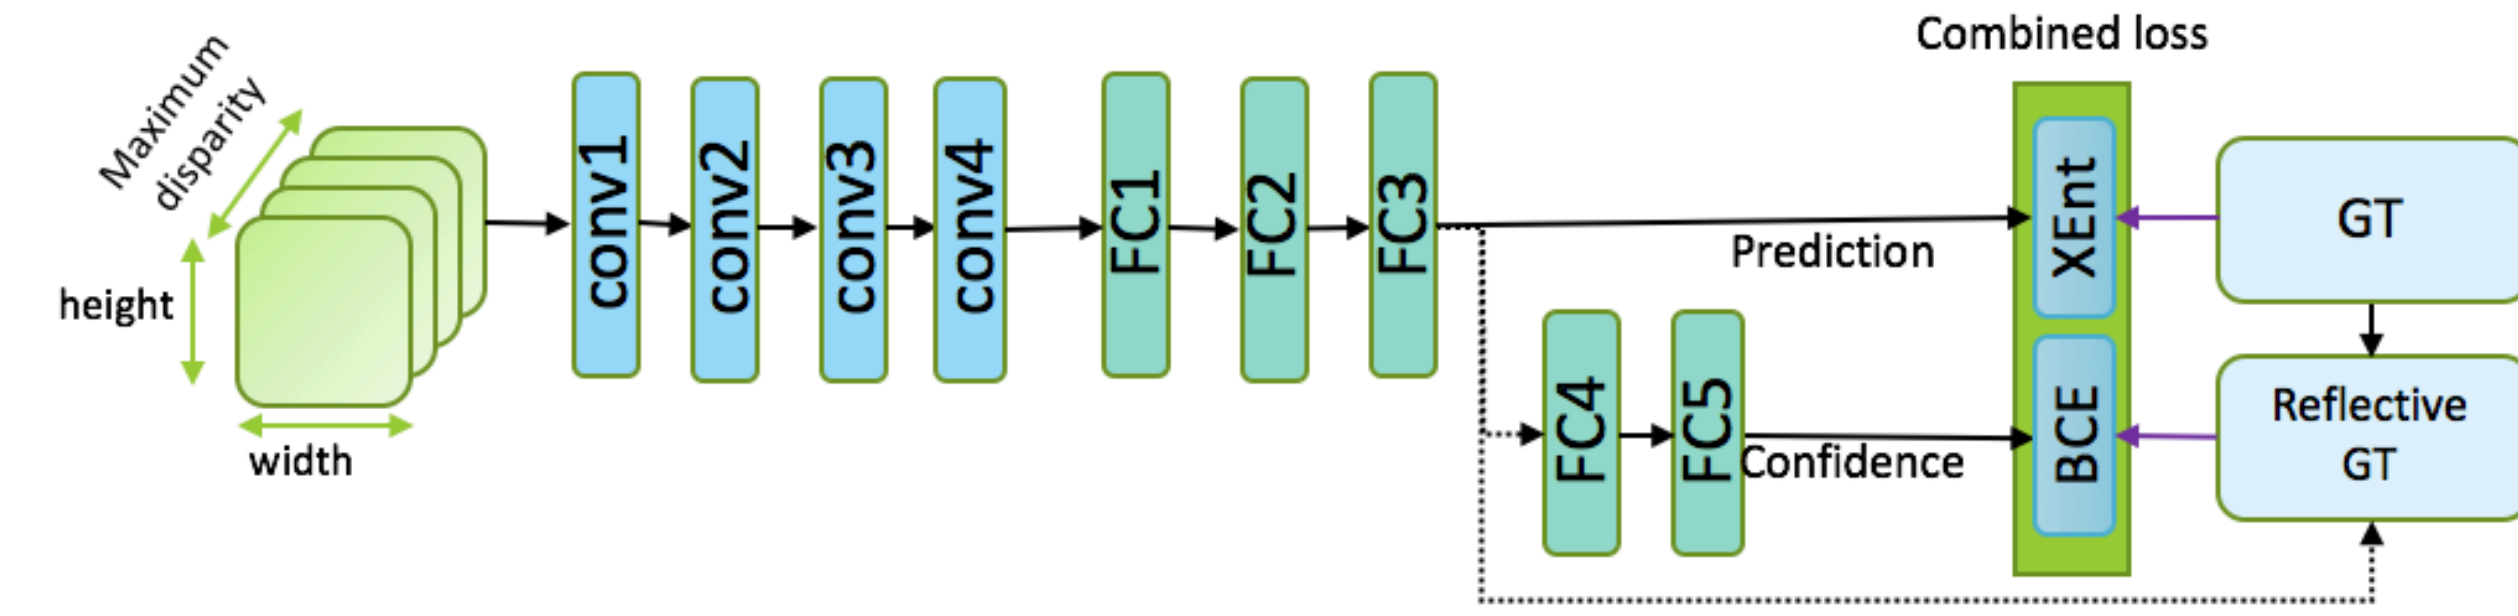 Combined loss
Maximum
disparity
height
width
conv1
conv2
conv3
conv4
FC1
FC2
FC3
Prediction
XEnt
GT
FC4
FC5
Confidence
BCE
Reflective
GT